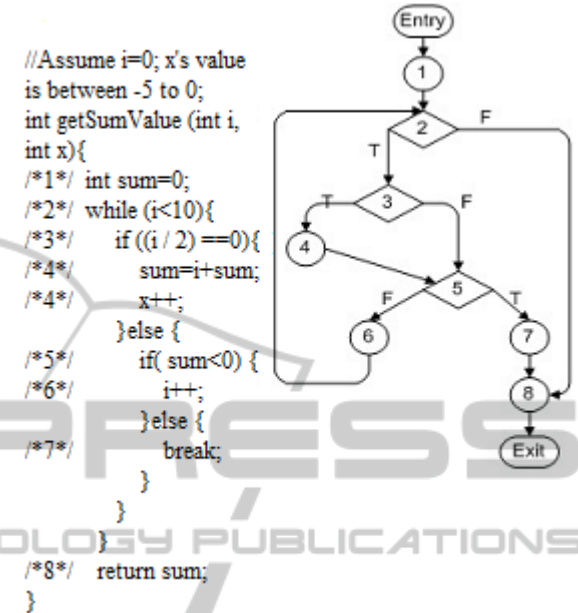 //Assume i=0; x's value
is between -5 to 0;
int getSumValue (int i,
int x){
/*1*/ int sum=0;
/*2*/ while (i<10){
/*3*/ if ((i / 2) ==0){
/*4*/ sum=i+sum;
/*4*/ x++;
}else {
/*5*/ if( sum<0) {
/*6*/ i++;
}else {
/*7*/ break;
}
}
}
/*8*/ return sum;
}
Entry
1
2
F
T
3
T
F
4
5
F
T
6
7
8
Exit
PRESS
OLOGY PUBLICATIONS